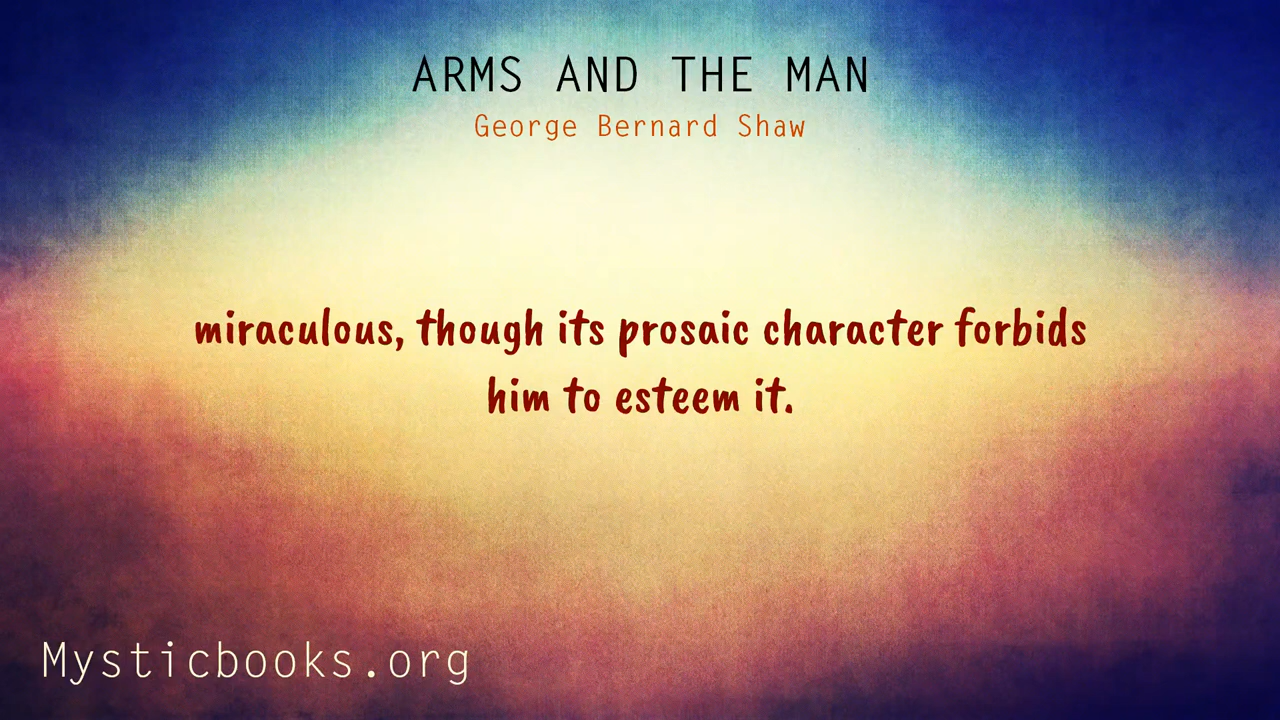 ARMS AND THE MAN
George Bernard Shaw
miraculous, though its prosaic character forbids
him to esteem it.
Mysticbooks.org